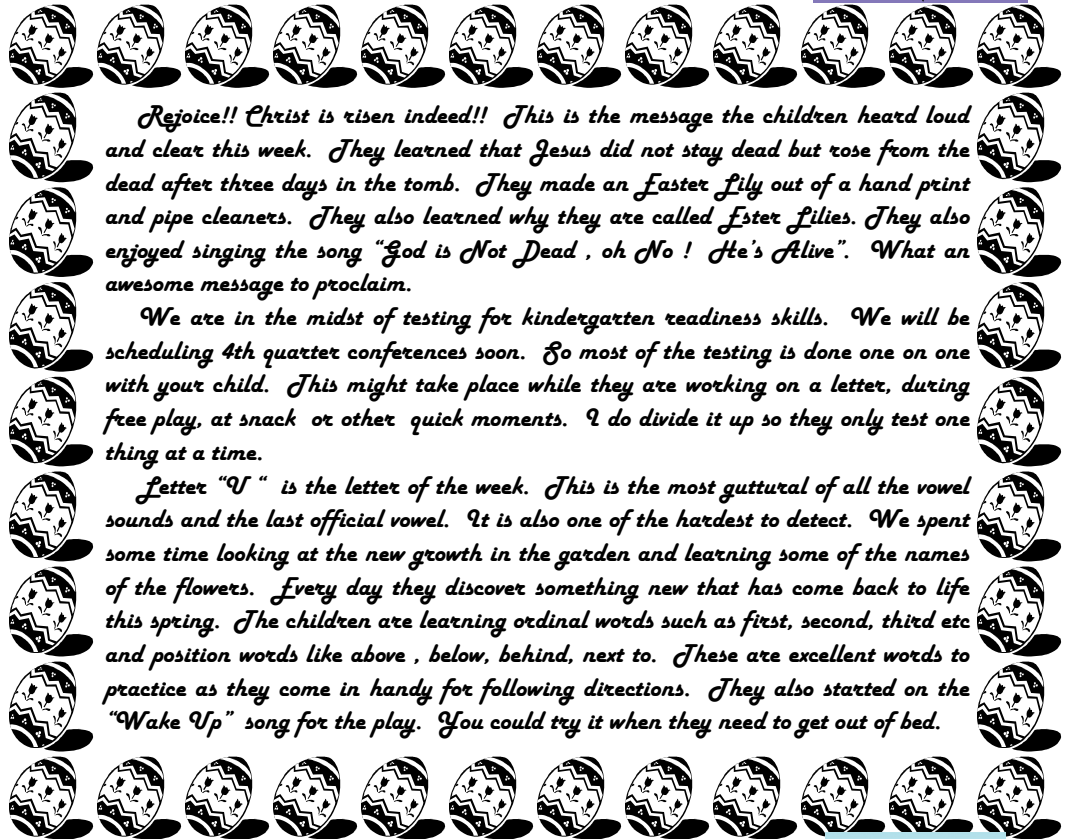 Rejoice!! Christ is risen indeed!! This is the message the children heard loud
and clear this week. They learned that Jesus did not stay dead but rose from the
dead after three days in the tomb. They made an Easter Lily out of a hand print
and pipe cleaners. They also learned why they are called Ester Lilies. They also
enjoyed singing the song “God is Not Dead , oh No ! He’s Alive”. What an
awesome message to proclaim.
We are in the midst of testing for kindergarten readiness skills. We will be
scheduling 4th quarter conferences soon. So most of the testing is done one on one
with your child. This might take place while they are working on a letter, during
free play, at snack or other quick moments. I do divide it up so they only test one
thing at a time.
Letter “U “ is the letter of the week. This is the most guttural of all the vowel
sounds and the last official vowel. It is also one of the hardest to detect. We spent
some time looking at the new growth in the garden and learning some of the names
of the flowers. Every day they discover something new that has come back to life
this spring. The children are learning ordinal words such as first, second, third etc
and position words like above , below, behind, next to. These are excellent words to
practice as they come in handy for following directions. They also started on the
“Wake Up” song for the play. You could try it when they need to get out of bed.